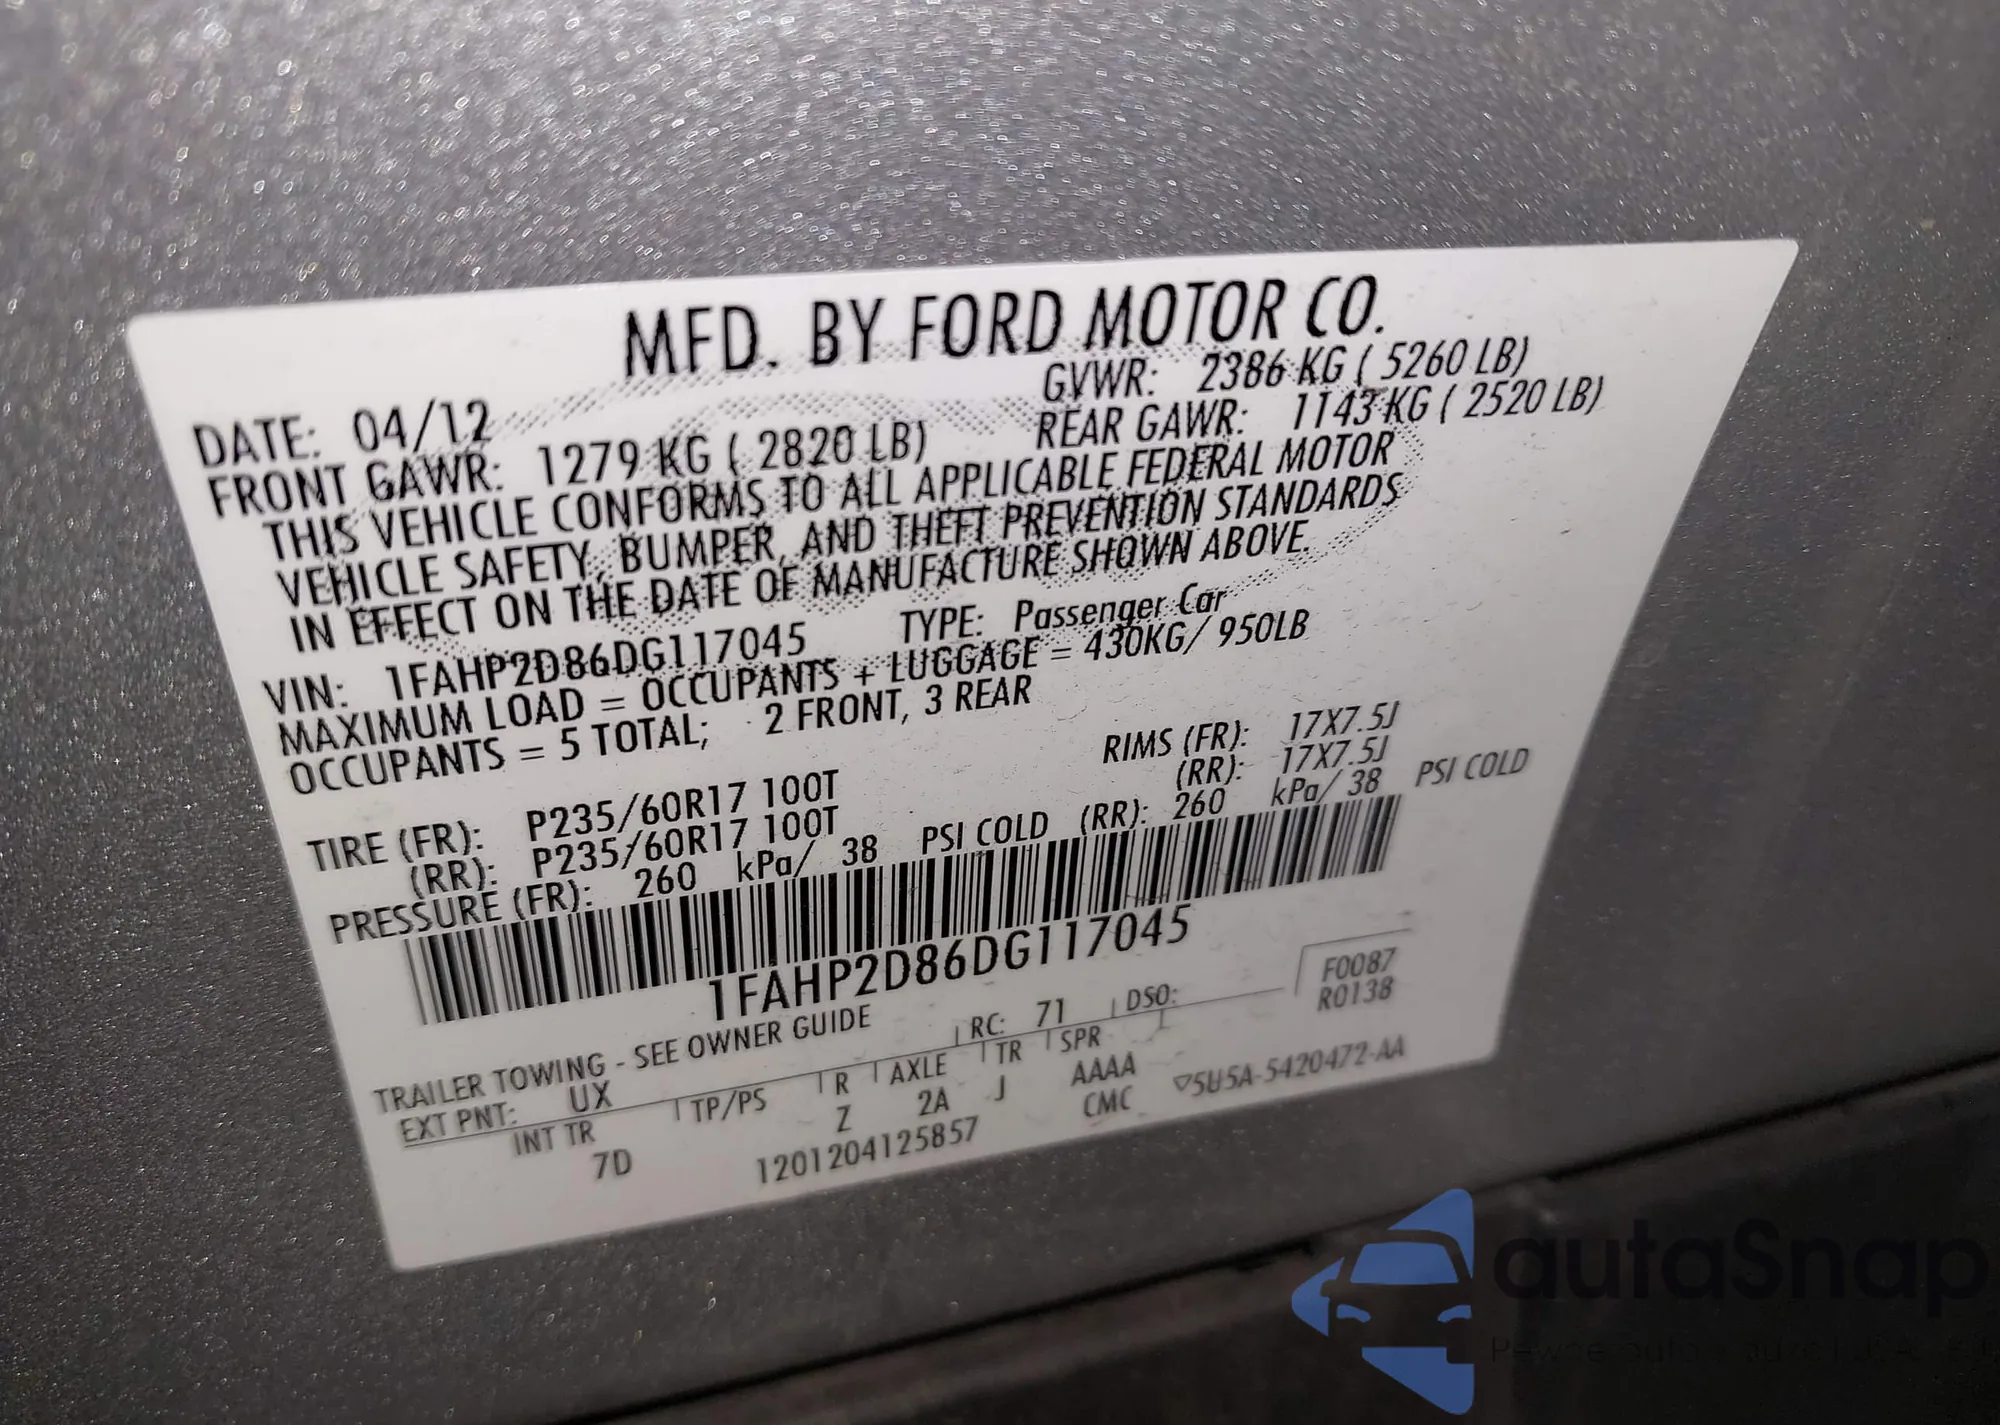 MFD. BY FORD MOTOR CO.
DATE: 04/12 GVWR: 2386 KG ( 5260 LB)
FRONT GAWR: 1279 KG ( 2820 LB) REAR GAWR: 1143 KG ( 2520 LB)
THIS VEHICLE CONFORMS TO ALL APPLICABLE FEDERAL MOTOR
VEHICLE SAFETY, BUMPER, AND THEFT PREVENTION STANDARDS
IN EFFECT ON THE DATE OF MANUFACTURE SHOWN ABOVE.
VIN: 1FAHP2D86DG117045 TYPE: Passenger Car
MAXIMUM LOAD = OCCUPANTS + LUGGAGE = 430KG/ 950LB
OCCUPANTS = 5 TOTAL; 2 FRONT, 3 REAR
TIRE (FR): P235/60R17 100T RIMS (FR): 17X7.5J
(RR): P235/60R17 100T (RR): 17X7.5J
PRESSURE (FR): 260 kPa/ 38 PSI COLD (RR): 260 kPa/ 38 PSI COLD
1FAHP2D86DG117045
TRAILER TOWING - SEE OWNER GUIDE
F0087
R0138
EXT PNT: UX RC: 71 DSO:
INT TR TP/PS R AXLE TR SPR
7D Z 2A J AAAA
1201204125857 CMC 5U5A-5420472-AA
autaSnap